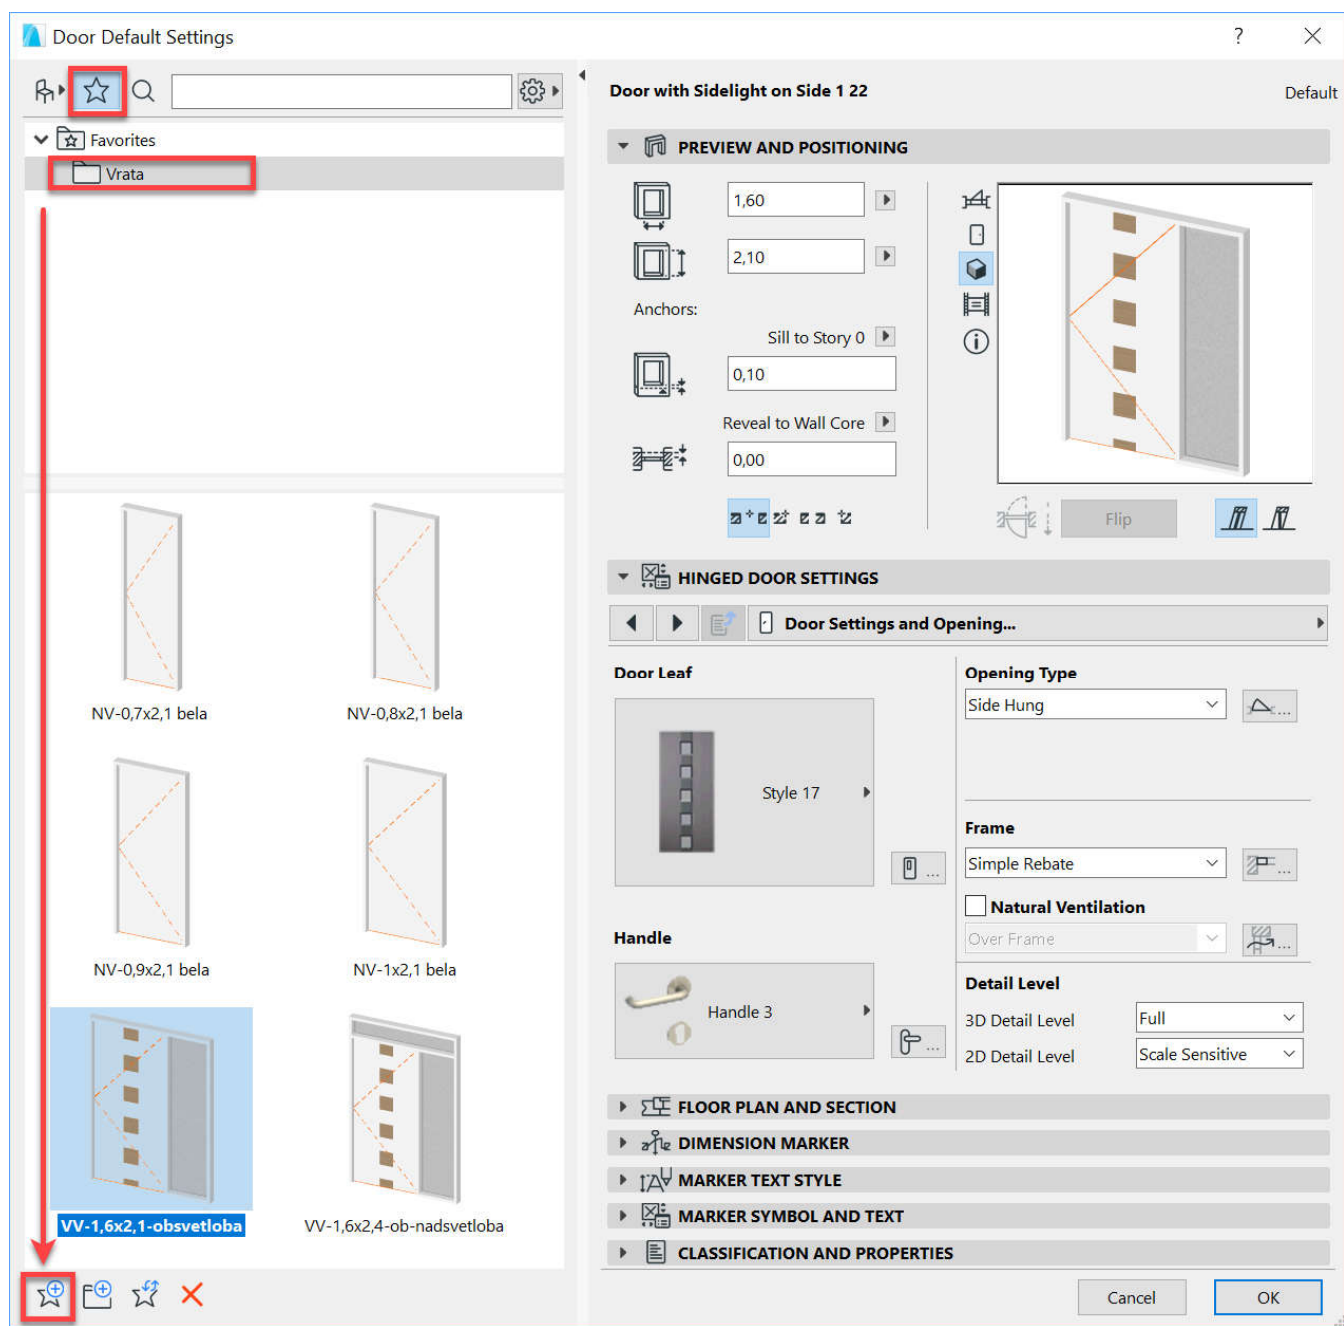 Door Default Settings
?
Favorites
Vrata
NV-0,7x2,1 bela
NV-0,8x2,1 bela
NV-0,9x2,1 bela
NV-1x2,1 bela
VV-1,6x2,1-obsvetloba
VV-1,6x2,4-ob-nadsvetloba
Door with Sidelight on Side 1 22
Default
PREVIEW AND POSITIONING
1,60
2,10
Anchors:
Sill to Story 0
0,10
Reveal to Wall Core
0,00
Flip
HINGED DOOR SETTINGS
Door Settings and Opening...
Door Leaf
Style 17
...
Handle
Handle 3
...
Opening Type
Side Hung
...
Frame
Simple Rebate
...
Natural Ventilation
Over Frame
...
Detail Level
3D Detail Level
Full
2D Detail Level
Scale Sensitive
FLOOR PLAN AND SECTION
DIMENSION MARKER
MARKER TEXT STYLE
MARKER SYMBOL AND TEXT
CLASSIFICATION AND PROPERTIES
Cancel
OK